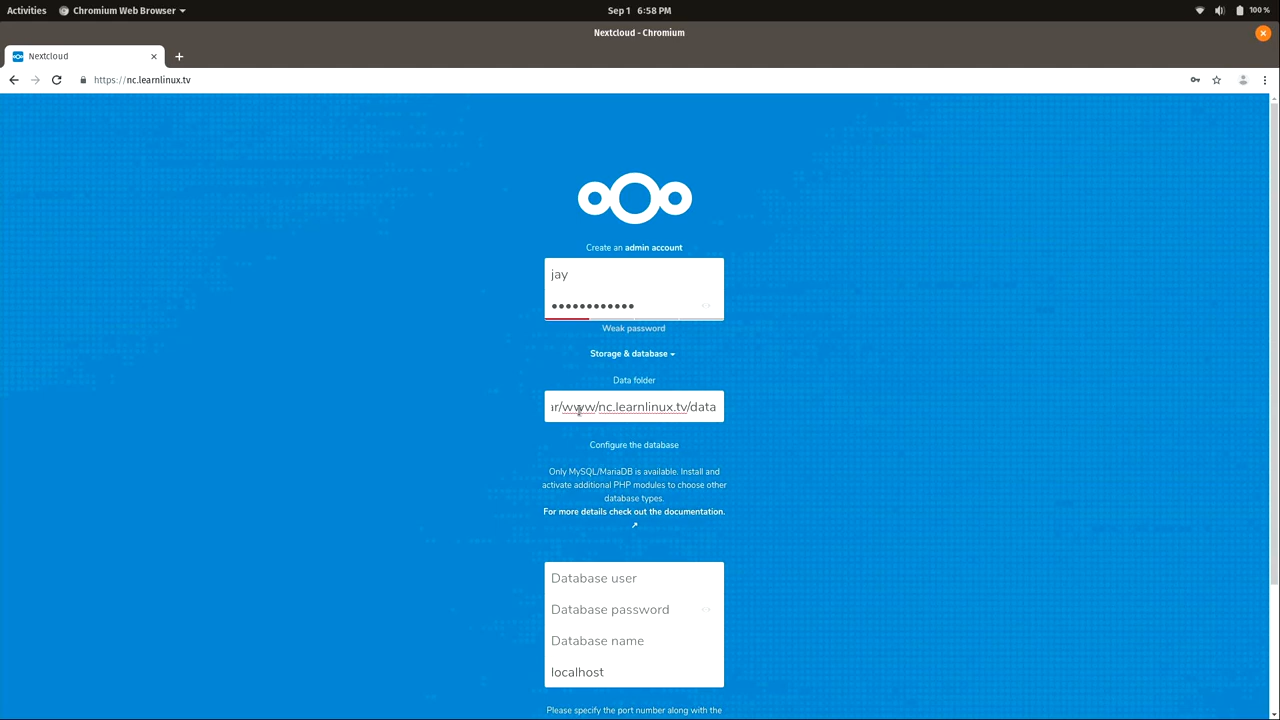 Activities Chromium Web Browser Sep 1 6:58 PM 100 %
Nextcloud - Chromium
Nextcloud
https://nc.learnlinux.tv
Create an admin account
jay
••••••••••••
Weak password
Storage & database
Data folder
ar/www/nc.learnlinux.tv/data
Configure the database
Only MySQL/MariaDB is available. Install and
activate additional PHP modules to choose other
database types.
For more details check out the documentation.
↗
Database user
Database password
Database name
localhost
Please specify the port number along with the